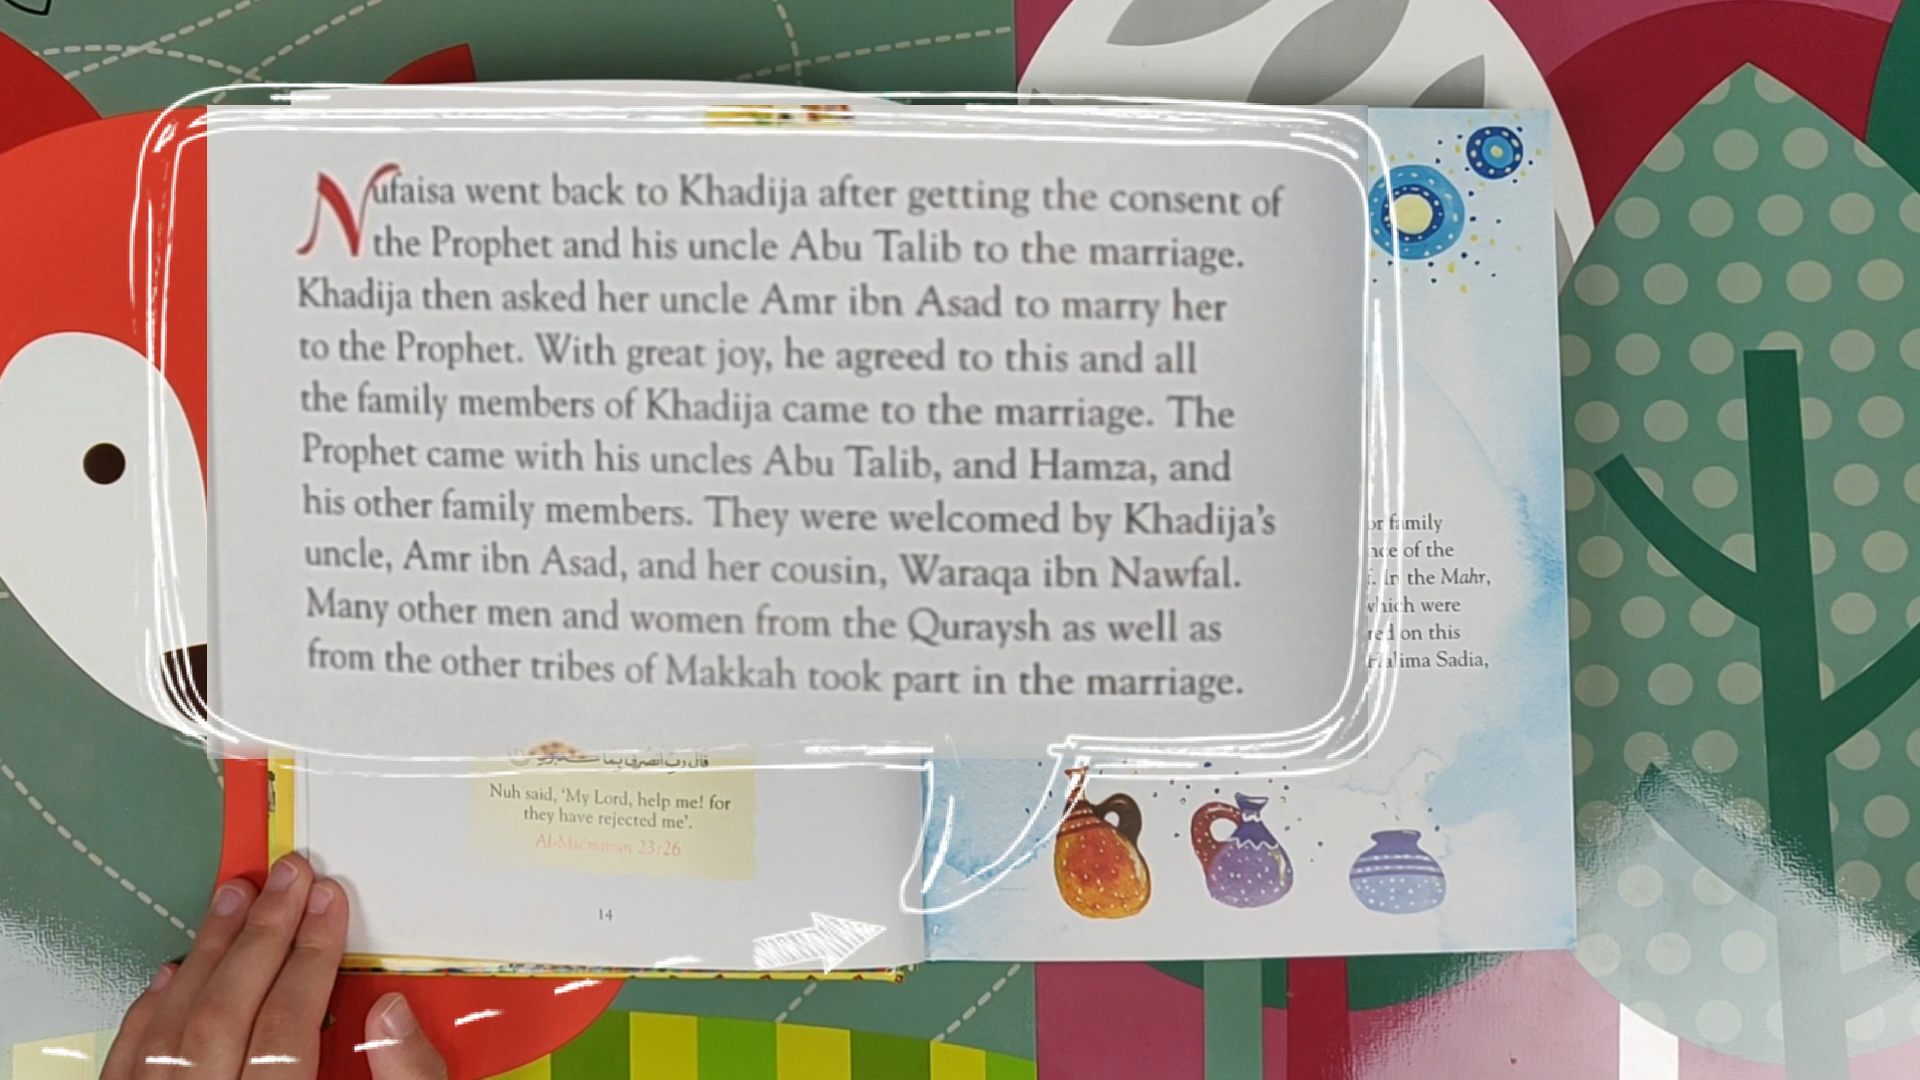 Nufaisa went back to Khadija after getting the consent of
the Prophet and his uncle Abu Talib to the marriage.
Khadija then asked her uncle Amr ibn Asad to marry her
to the Prophet. With great joy, he agreed to this and all
the family members of Khadija came to the marriage. The
Prophet came with his uncles Abu Talib, and Hamza, and
his other family members. They were welcomed by Khadija's
uncle, Amr ibn Asad, and her cousin, Waraqa ibn Nawfal.
Many other men and women from the Quraysh as well as
from the other tribes of Makkah took part in the marriage.
قال رب انصرني بما
Nuh said, 'My Lord, help me! for
they have rejected me'.
Al-Mu'minun 23:26
14
family
of the
In the Mahr,
which were
on this
Halima Sadia,